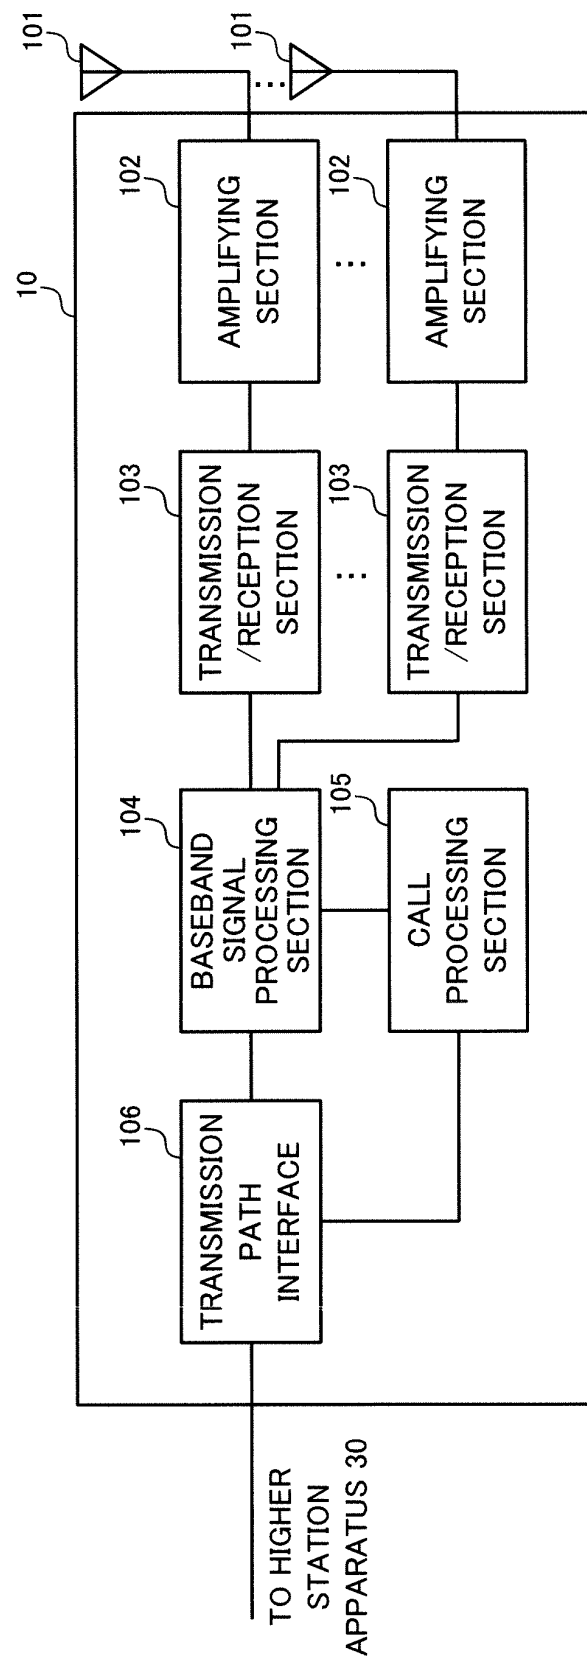 10
101
101
...
102
AMPLIFYING
SECTION
...
102
AMPLIFYING
SECTION
103
TRANSMISSION
/RECEPTION
SECTION
...
103
TRANSMISSION
/RECEPTION
SECTION
104
BASEBAND
SIGNAL
PROCESSING
SECTION
105
CALL
PROCESSING
SECTION
106
TRANSMISSION
PATH
INTERFACE
TO HIGHER
STATION
APPARATUS 30